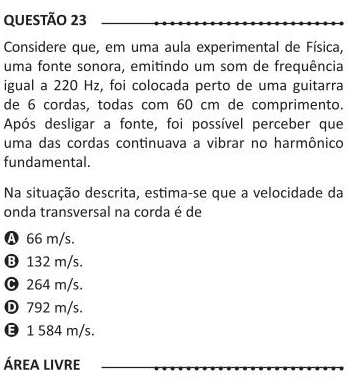 QUESTÃO 23
Considere que, em uma aula experimental de Física,
uma fonte sonora, emitindo um som de frequência
igual a 220 Hz, foi colocada perto de uma guitarra
de 6 cordas, todas com 60 cm de comprimento.
Após desligar a fonte, foi possível perceber que
uma das cordas continuava a vibrar no harmônico
fundamental.
Na situação descrita, estima-se que a velocidade da
onda transversal na corda é de
A 66 m/s.
B 132 m/s.
C 264 m/s.
D 792 m/s.
E 1 584 m/s.
ÁREA LIVRE